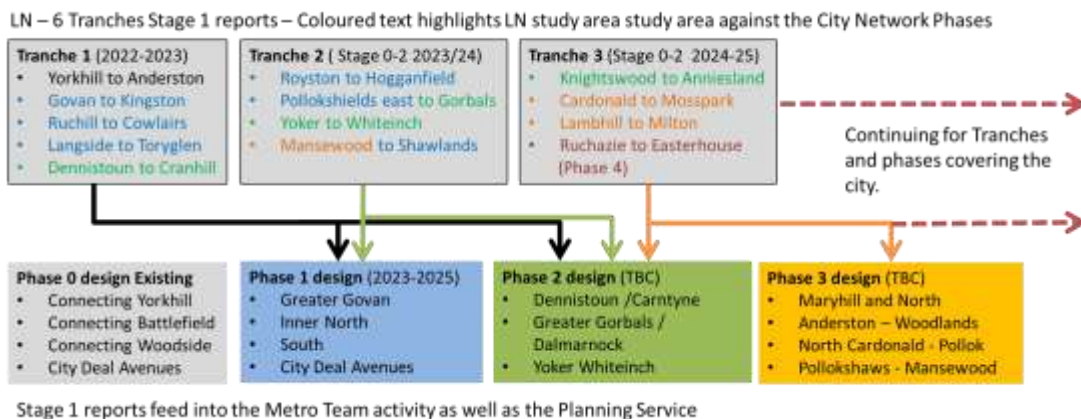 LN – 6 Tranches Stage 1 reports – Coloured text highlights LN study area study area against the City Network Phases
Tranche 1 (2022-2023)
• Yorkhill to Anderston
• Govan to Kingston
• Ruchill to Cowlairs
• Langside to Toryglen
• Dennistoun to Cranhill
Tranche 2 ( Stage 0-2 2023/24)
• Royston to Hogganfield
• Pollokshields east to Gorbals
• Yoker to Whiteinch
• Mansewood to Shawlands
Tranche 3 (Stage 0-2 2024-25)
• Knightswood to Anniesland
• Cardonald to Mosspark
• Lambhill to Milton
• Ruchazie to Easterhouse
(Phase 4)
Continuing for Tranches
and phases covering the
city.
Phase 0 design Existing
• Connecting Yorkhill
• Connecting Battlefield
• Connecting Woodside
• City Deal Avenues
Phase 1 design (2023-2025)
• Greater Govan
• Inner North
• South
• City Deal Avenues
Phase 2 design (TBC)
• Dennistoun /Carntyne
• Greater Gorbals /
Dalmarnock
• Yoker Whiteinch
Phase 3 design (TBC)
• Maryhill and North
• Anderston – Woodlands
• North Cardonald - Pollok
• Pollokshaws - Mansewood
Stage 1 reports feed into the Metro Team activity as well as the Planning Service